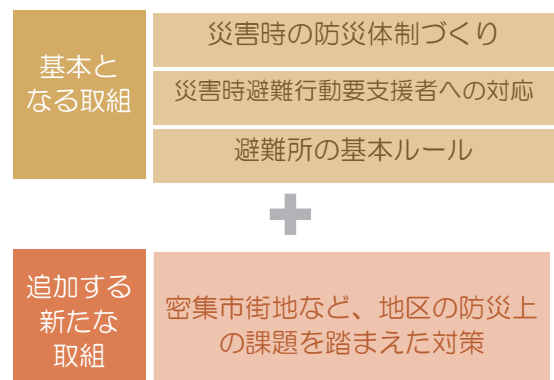 基本と
なる取組
災害時の防災体制づくり
災害時避難行動要支援者への対応
避難所の基本ルール
追加する
新たな
取組
密集市街地など、地区の防災上
の課題を踏まえた対策